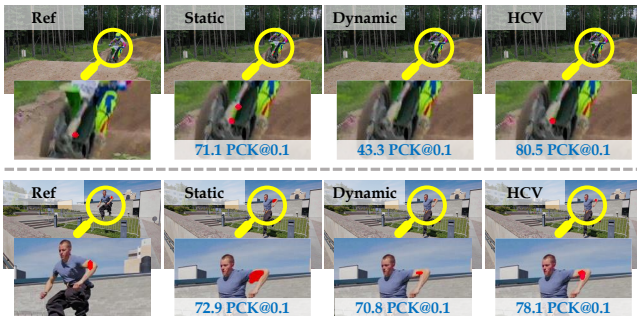 Ref Static Dynamic HCV
71.1 PCK@0.1 43.3 PCK@0.1 80.5 PCK@0.1
Ref Static Dynamic HCV
72.9 PCK@0.1 70.8 PCK@0.1 78.1 PCK@0.1